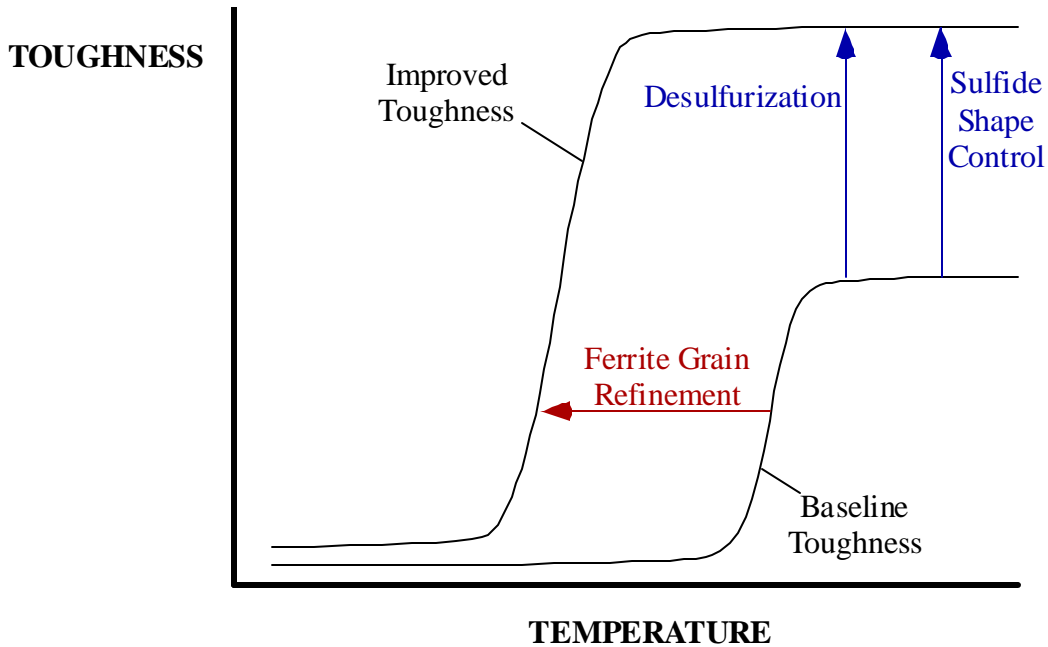 TOUGHNESS
Improved
Toughness
Desulfurization
Sulfide
Shape
Control
Ferrite Grain
Refinement
Baseline
Toughness
TEMPERATURE